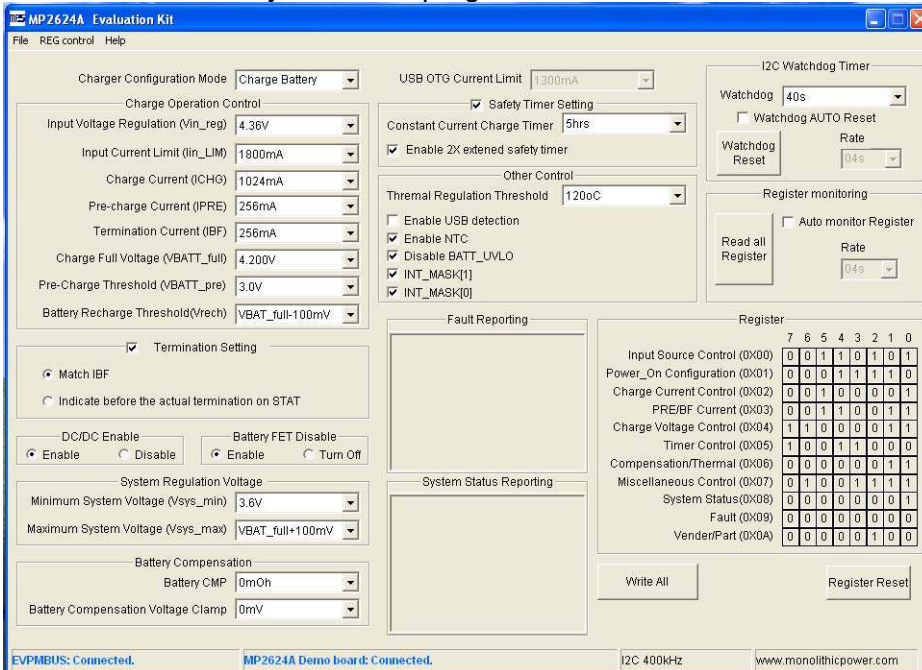 MPS MP2624A Evaluation Kit
File REG control Help
Charger Configuration Mode Charge Battery
Charge Operation Control
Input Voltage Regulation (Vin_reg) 4.36V
Input Current Limit (Iin_LIM) 1800mA
Charge Current (ICHG) 1024mA
Pre-charge Current (IPRE) 256mA
Termination Current (IBF) 256mA
Charge Full Voltage (VBATT_full) 4.200V
Pre-Charge Threshold (VBATT_pre) 3.0V
Battery Recharge Threshold(Vrech) VBAT_full-100mV
Termination Setting
Match IBF
Indicate before the actual termination on STAT
DC/DC Enable
Enable Disable
Battery FET Disable
Enable Turn Off
System Regulation Voltage
Minimum System Voltage (Vsys_min) 3.6V
Maximum System Voltage (Vsys_max) VBAT_full+100mV
Battery Compensation
Battery CMP 0mOh
Battery Compensation Voltage Clamp 0mV
USB OTG Current Limit 1300mA
Safety Timer Setting
Constant Current Charge Timer 5hrs
Enable 2X extened safety timer
Other Control
Thremal Regulation Threshold 120oC
Enable USB detection
Enable NTC
Disable BATT_UVLO
INT_MASK[1]
INT_MASK[0]
Fault Reporting
System Status Reporting
I2C Watchdog Timer
Watchdog 40s
Watchdog AUTO Reset
Watchdog Reset
Rate
04s
Register monitoring
Auto monitor Register
Read all Register
Rate
04s
Register
7 6 5 4 3 2 1 0
Input Source Control (0X00) 0 0 1 1 0 1 0 1
Power_On Configuration (0X01) 0 0 0 1 1 1 1 0
Charge Current Control (0X02) 0 0 1 0 0 0 0 1
PRE/BF Current (0X03) 0 0 1 1 0 0 1 1
Charge Voltage Control (0X04) 1 1 0 0 0 0 1 1
Timer Control (0X05) 1 0 0 1 1 0 0 0
Compensation/Thermal (0X06) 0 0 0 0 0 0 1 1
Miscellaneous Control (0X07) 0 1 0 0 1 0 1 1
System Status(0X08) 0 0 0 0 0 0 0 1
Fault (0X09) 0 0 0 0 0 0 0 0
Vender/Part (0X0A) 0 0 0 0 0 1 0 0
Write All
Register Reset
EVPMBUS: Connected. MP2624A Demo board: Connected. I2C 400kHz www.monolithicpower.com